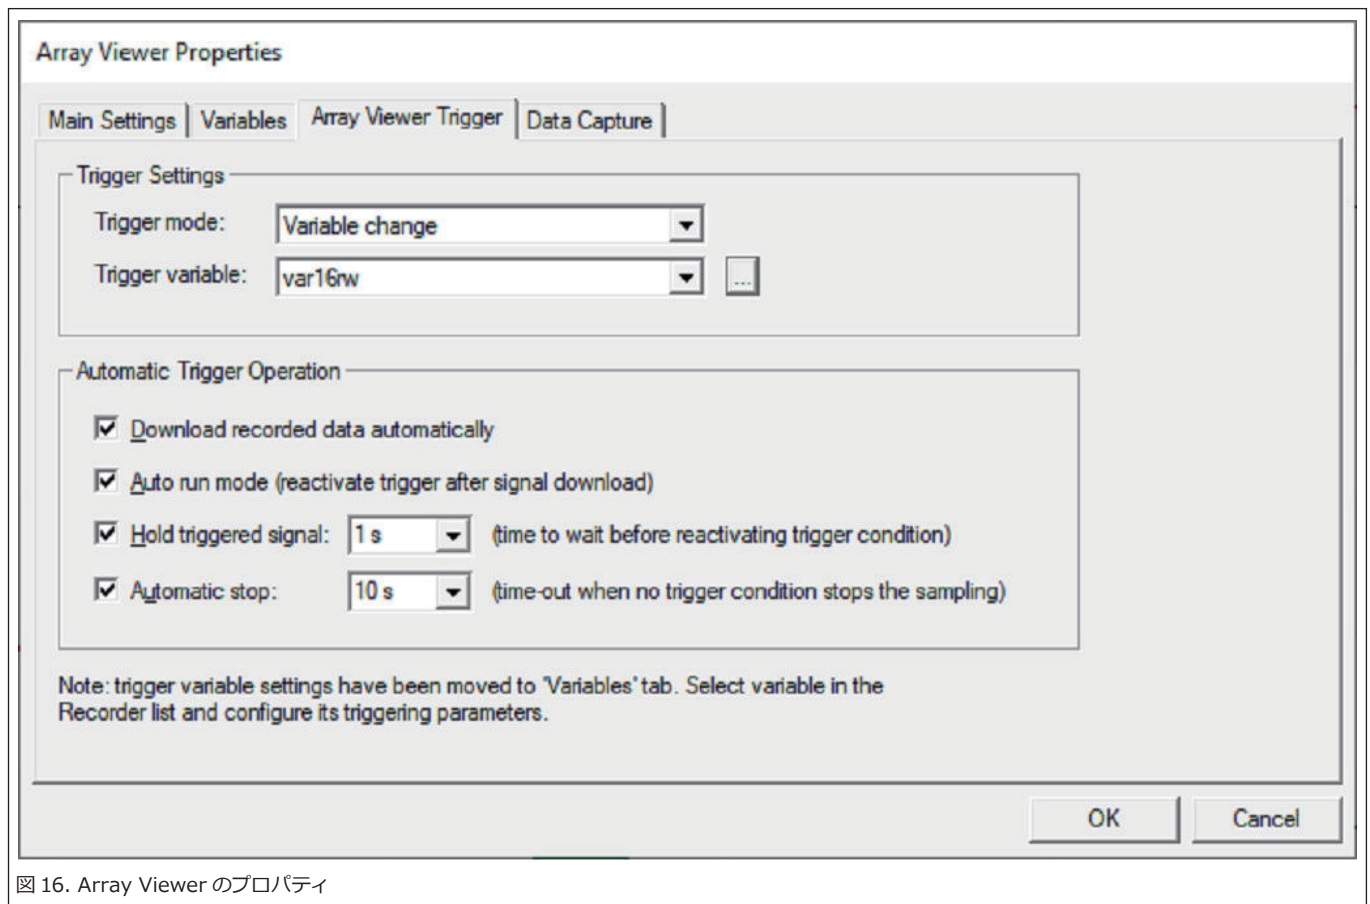 Array Viewer Properties
Main Settings Variables Array Viewer Trigger Data Capture
Trigger Settings
Trigger mode: Variable change
Trigger variable: var16rw ...
Automatic Trigger Operation
Download recorded data automatically
Auto run mode (reactivate trigger after signal download)
Hold triggered signal: 1 s (time to wait before reactivating trigger condition)
Automatic stop: 10 s (time-out when no trigger condition stops the sampling)
Note: trigger variable settings have been moved to 'Variables' tab. Select variable in the
Recorder list and configure its triggering parameters.
OK Cancel
図 16. Array Viewer のプロパティ